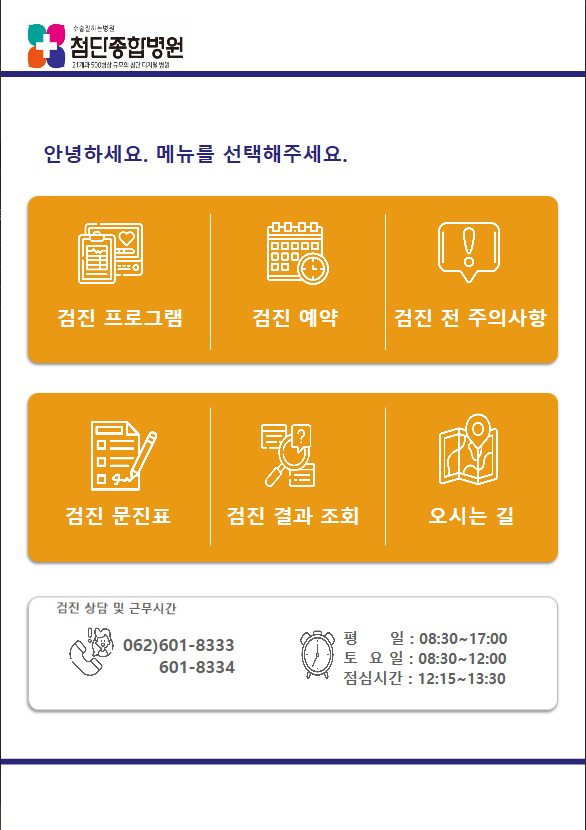 수술잘하는병원
첨단종합병원
21개과 500병상 규모의 첨단 디지털 병원
안녕하세요. 메뉴를 선택해주세요.
검진 프로그램
검진 예약
검진 전 주의사항
검진 문진표
검진 결과 조회
오시는 길
검진 상담 및 근무시간
062)601-8333
601-8334
평 일 : 08:30~17:00
토 요 일 : 08:30~12:00
점심시간 : 12:15~13:30